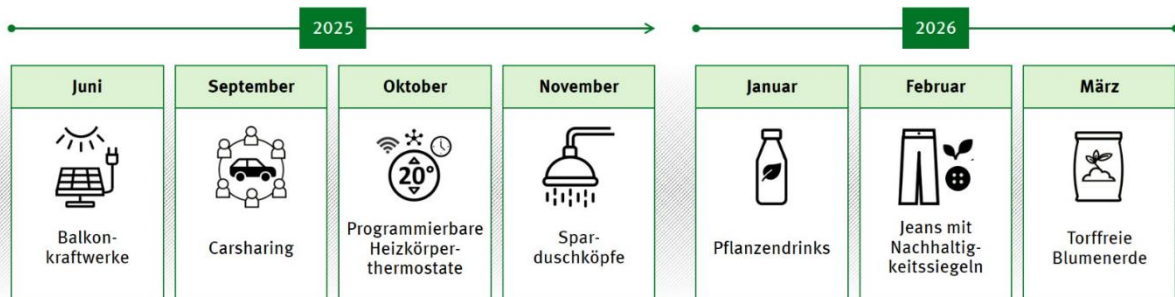 2025
2026
Juni
September
Oktober
November
Januar
Februar
März
20°
Balkon-
kraftwerke
Carsharing
Programmierbare
Heizkörper-
thermostate
Spar-
duschköpfe
Pflanzendrinks
Jeans mit
Nachhaltig-
keitssiegeln
Torffreie
Blumenerde